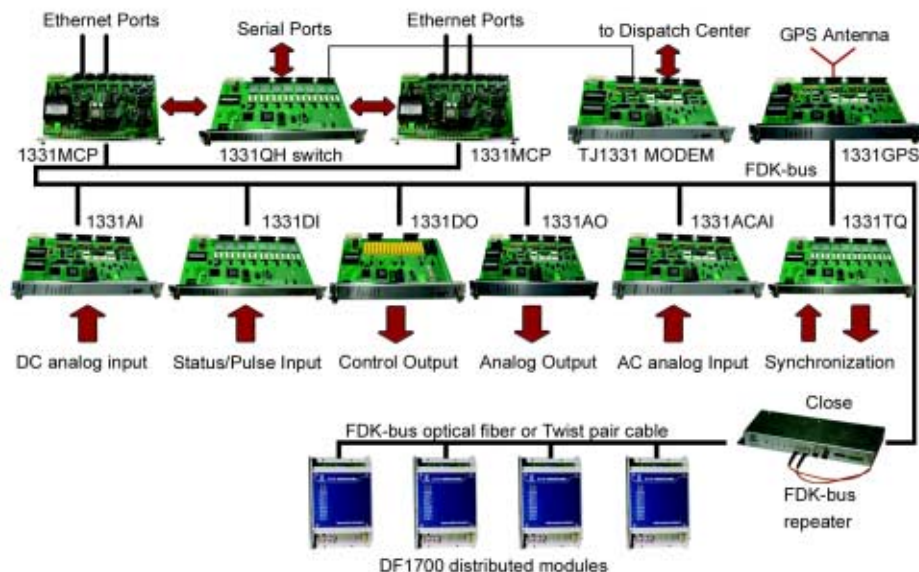 Ethernet Ports
Serial Ports
Ethernet Ports
to Dispatch Center
GPS Antenna
1331MCP
1331QH switch
1331MCP
TJ1331 MODEM
1331GPS
FDK-bus
1331AI
1331DI
1331DO
1331AO
1331ACAI
1331TQ
DC analog input
Status/Pulse Input
Control Output
Analog Output
AC analog Input
Synchronization
Close
FDK-bus optical fiber or Twist pair cable
FDK-bus
repeater
DF1700 distributed modules